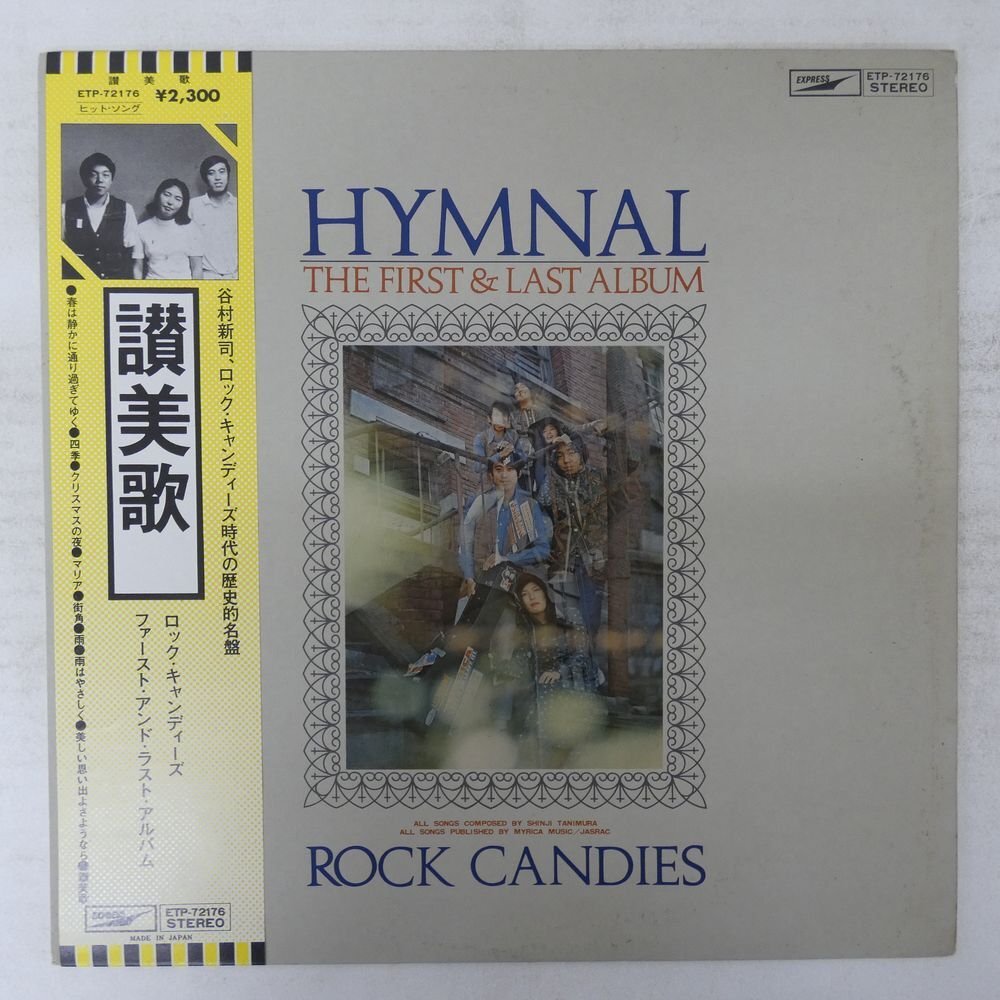 讃美歌
ETP-72176 ¥2,300
ヒット・ソング
谷村新司、ロック・キャンディーズ時代の歴史的名盤
讃美歌
ロック・キャンディーズ
ファースト・アンド・ラスト・アルバム
●春は静かに通り過ぎてゆく●四季●クリスマスの夜●マリア●街角●雨●雨はやさしく●美しい思い出よさようなら●讃美歌
EXPRESS
ETP-72176
STEREO
MADE IN JAPAN
EXPRESS
ETP-72176
STEREO
HYMNAL
THE FIRST & LAST ALBUM
ALL SONGS COMPOSED BY SHINJI TANIMURA
ALL SONGS PUBLISHED BY MYRICA MUSIC/JASRAC
ROCK CANDIES